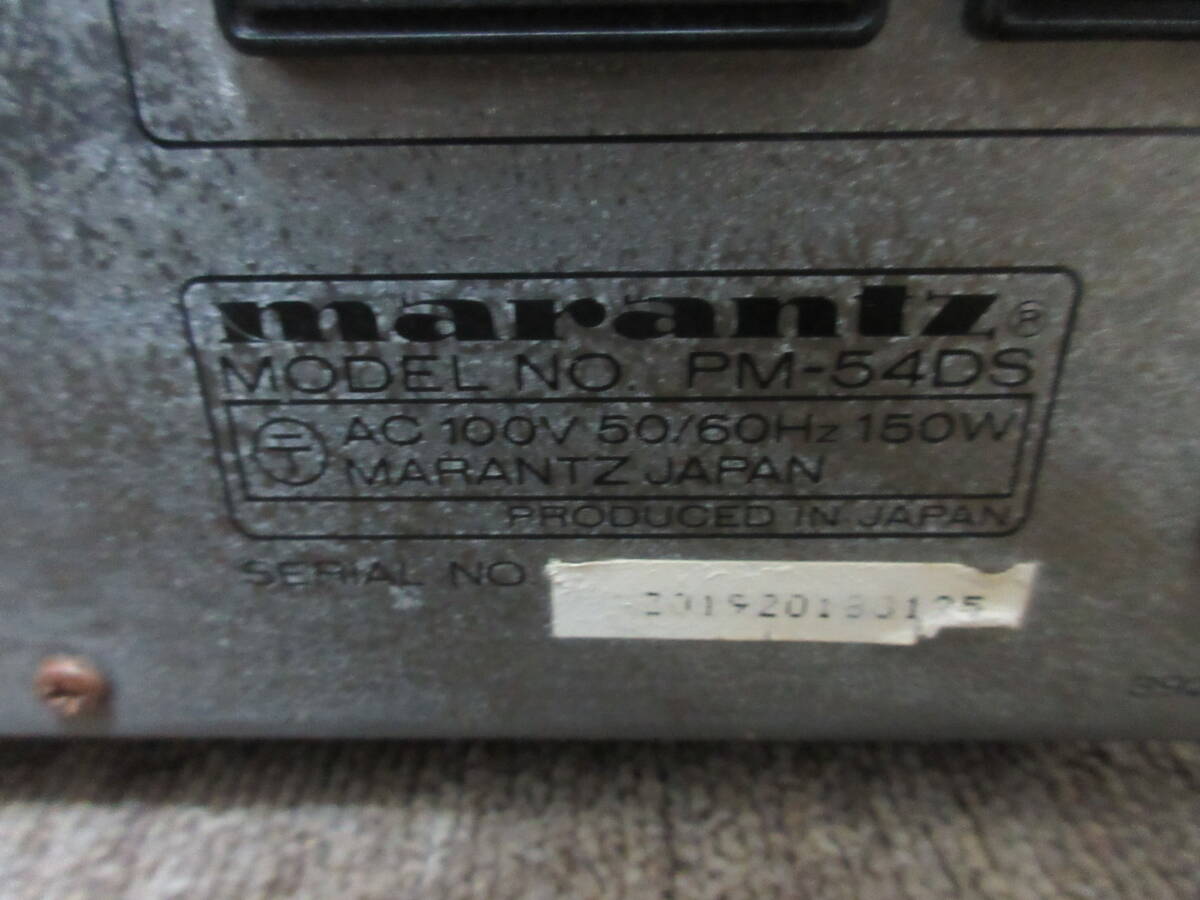 marantz®
MODEL NO. PM-54DS
〒 AC 100V 50/60Hz 150W
MARANTZ JAPAN
PRODUCED IN JAPAN
SERIAL NO